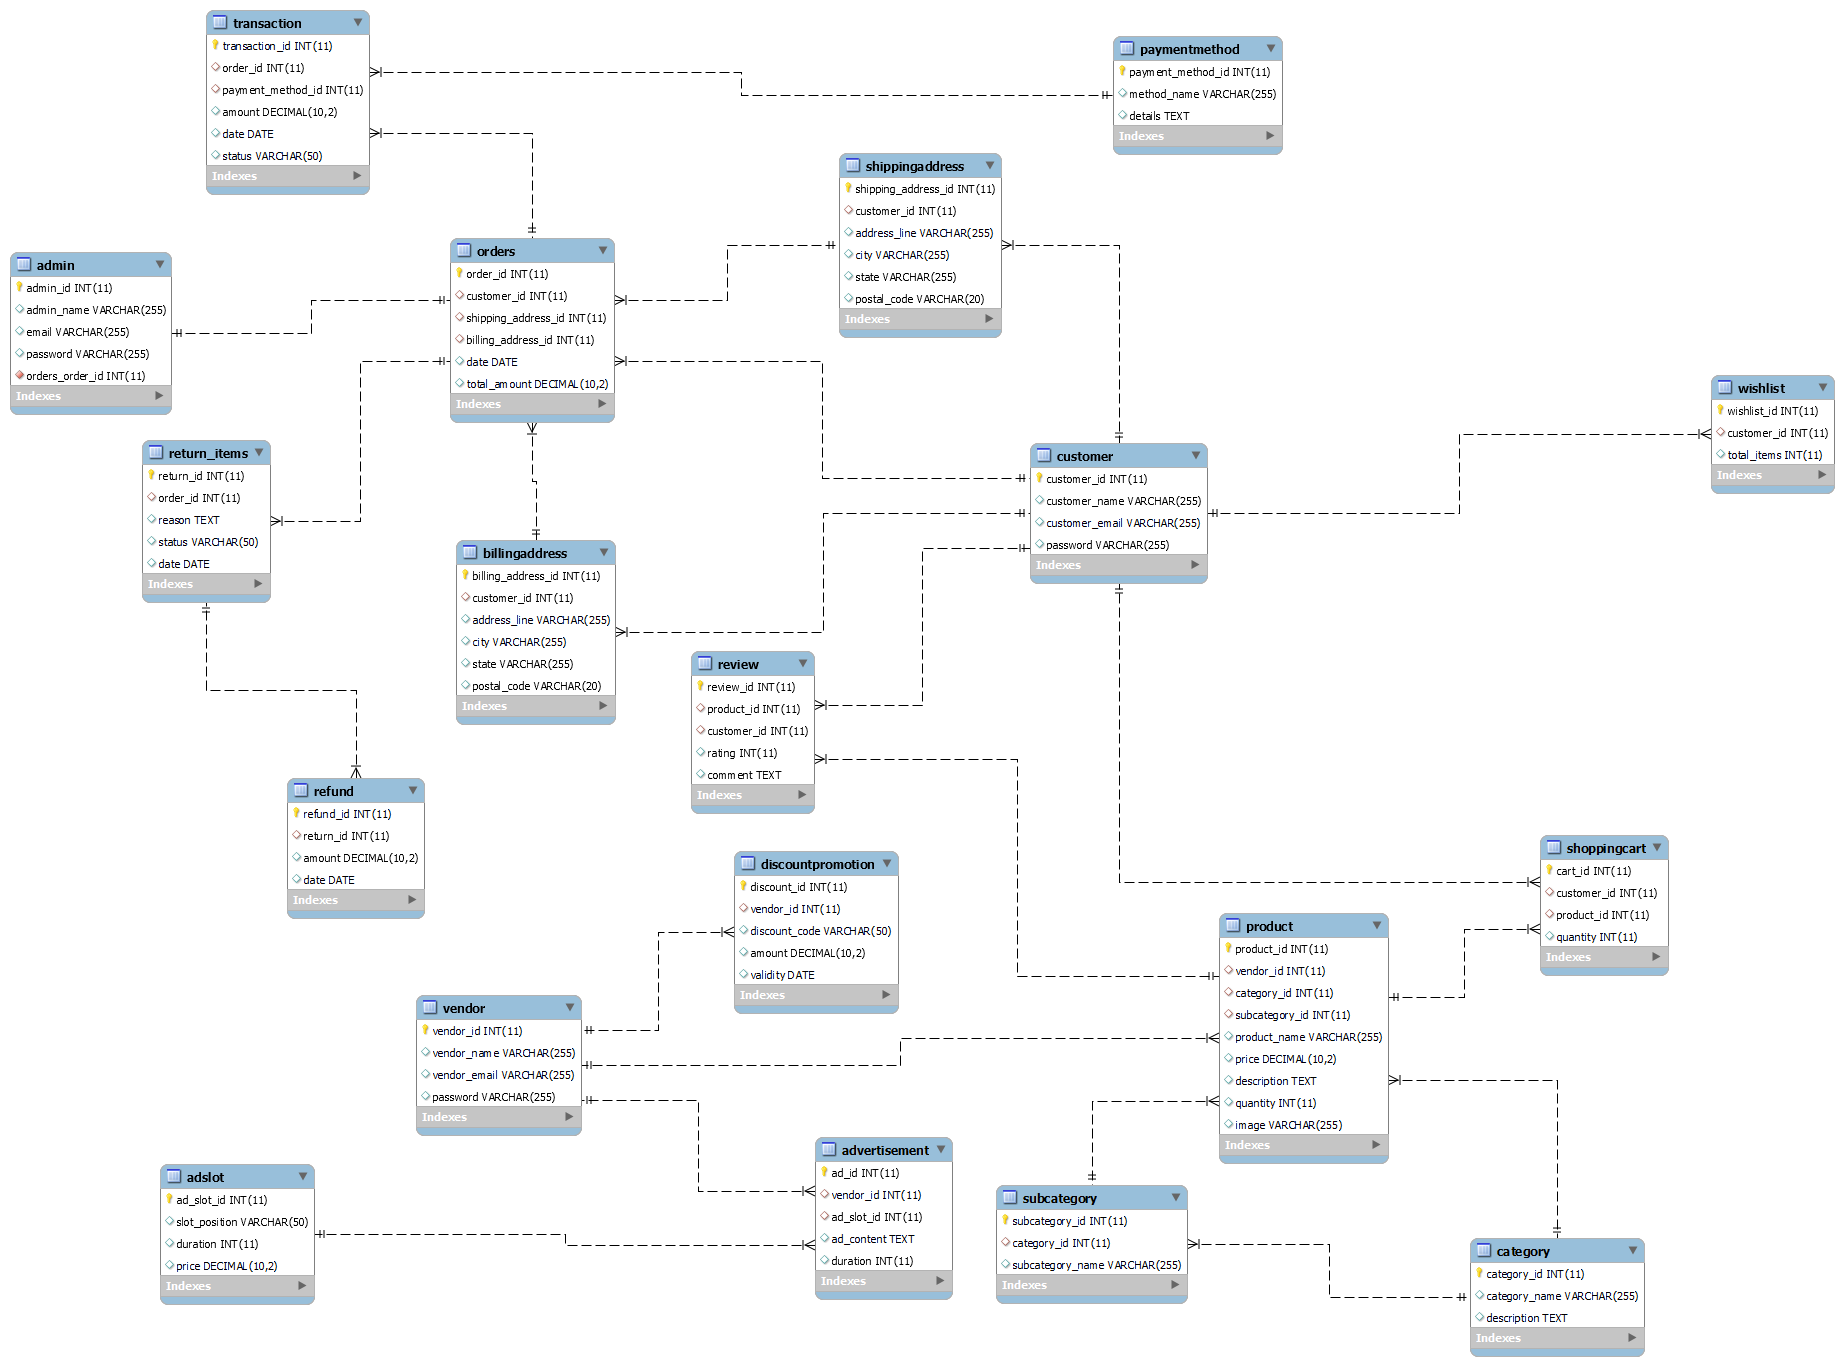 transaction
transaction_id INT(11)
order_id INT(11)
payment_method_id INT(11)
amount DECIMAL(10,2)
date DATE
status VARCHAR(50)
Indexes
paymentmethod
payment_method_id INT(11)
method_name VARCHAR(255)
details TEXT
Indexes
shippingaddress
shipping_address_id INT(11)
customer_id INT(11)
address_line VARCHAR(255)
city VARCHAR(255)
state VARCHAR(255)
postal_code VARCHAR(20)
Indexes
orders
order_id INT(11)
customer_id INT(11)
shipping_address_id INT(11)
billing_address_id INT(11)
date DATE
total_amount DECIMAL(10,2)
Indexes
admin
admin_id INT(11)
admin_name VARCHAR(255)
email VARCHAR(255)
password VARCHAR(255)
orders_order_id INT(11)
Indexes
wishlist
wishlist_id INT(11)
customer_id INT(11)
total_items INT(11)
Indexes
return_items
return_id INT(11)
order_id INT(11)
reason TEXT
status VARCHAR(50)
date DATE
Indexes
customer
customer_id INT(11)
customer_name VARCHAR(255)
customer_email VARCHAR(255)
password VARCHAR(255)
Indexes
billingaddress
billing_address_id INT(11)
customer_id INT(11)
address_line VARCHAR(255)
city VARCHAR(255)
state VARCHAR(255)
postal_code VARCHAR(20)
Indexes
review
review_id INT(11)
product_id INT(11)
customer_id INT(11)
rating INT(11)
comment TEXT
Indexes
refund
refund_id INT(11)
return_id INT(11)
amount DECIMAL(10,2)
date DATE
Indexes
discountpromotion
discount_id INT(11)
vendor_id INT(11)
discount_code VARCHAR(50)
amount DECIMAL(10,2)
validity DATE
Indexes
shoppingcart
cart_id INT(11)
customer_id INT(11)
product_id INT(11)
quantity INT(11)
Indexes
product
product_id INT(11)
vendor_id INT(11)
category_id INT(11)
subcategory_id INT(11)
product_name VARCHAR(255)
price DECIMAL(10,2)
description TEXT
quantity INT(11)
image VARCHAR(255)
Indexes
vendor
vendor_id INT(11)
vendor_name VARCHAR(255)
vendor_email VARCHAR(255)
password VARCHAR(255)
Indexes
advertisement
ad_id INT(11)
vendor_id INT(11)
ad_slot_id INT(11)
ad_content TEXT
duration INT(11)
Indexes
adslot
ad_slot_id INT(11)
slot_position VARCHAR(50)
duration INT(11)
price DECIMAL(10,2)
Indexes
subcategory
subcategory_id INT(11)
category_id INT(11)
subcategory_name VARCHAR(255)
Indexes
category
category_id INT(11)
category_name VARCHAR(255)
description TEXT
Indexes